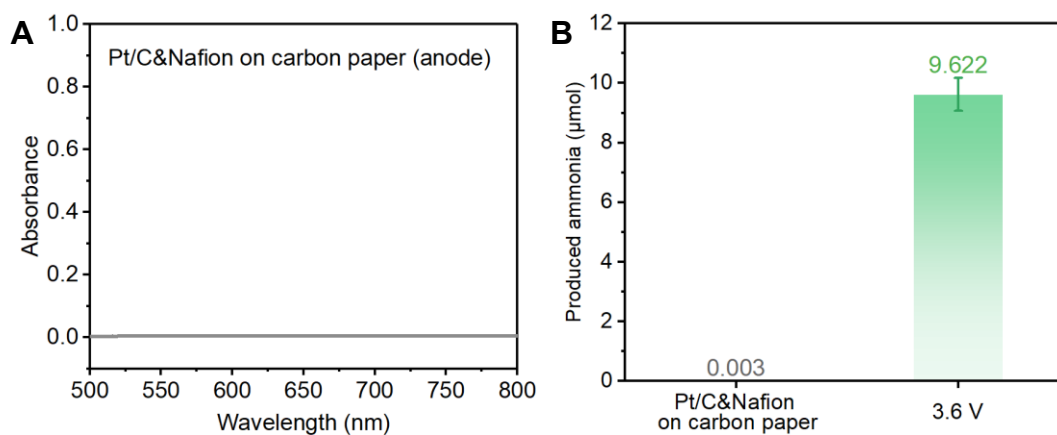 A
Pt/C&Nafion on carbon paper (anode)
Absorbance
1.0
0.8
0.6
0.4
0.2
0.0
500 550 600 650 700 750 800
Wavelength (nm)
B
Produced ammonia (μmol)
12
10
8
6
4
2
0
9.622
0.003
Pt/C&Nafion
on carbon paper
3.6 V